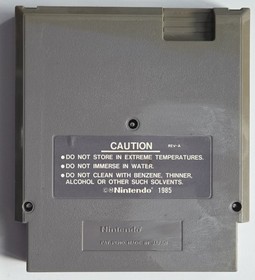 CAUTION REV-A
●DO NOT STORE IN EXTREME TEMPERATURES.
●DO NOT IMMERSE IN WATER.
●DO NOT CLEAN WITH BENZENE, THINNER,
ALCOHOL OR OTHER SUCH SOLVENTS.
©®Nintendo 1985
Nintendo